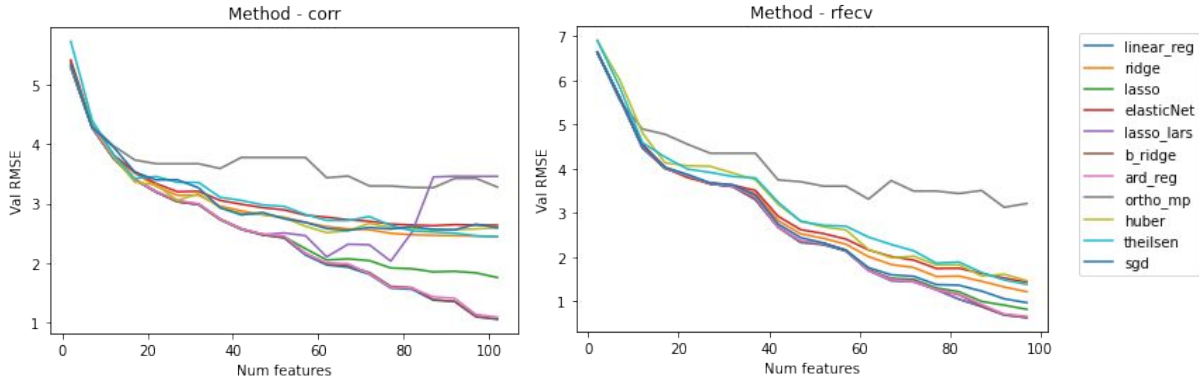 Method - corr
Val RMSE
5
4
3
2
1
0
20
40
60
80
100
Num features
Method - rfecv
Val RMSE
7
6
5
4
3
2
1
0
20
40
60
80
100
Num features
linear_reg
ridge
lasso
elasticNet
lasso_lars
b_ridge
ard_reg
ortho_mp
huber
theilsen
sgd